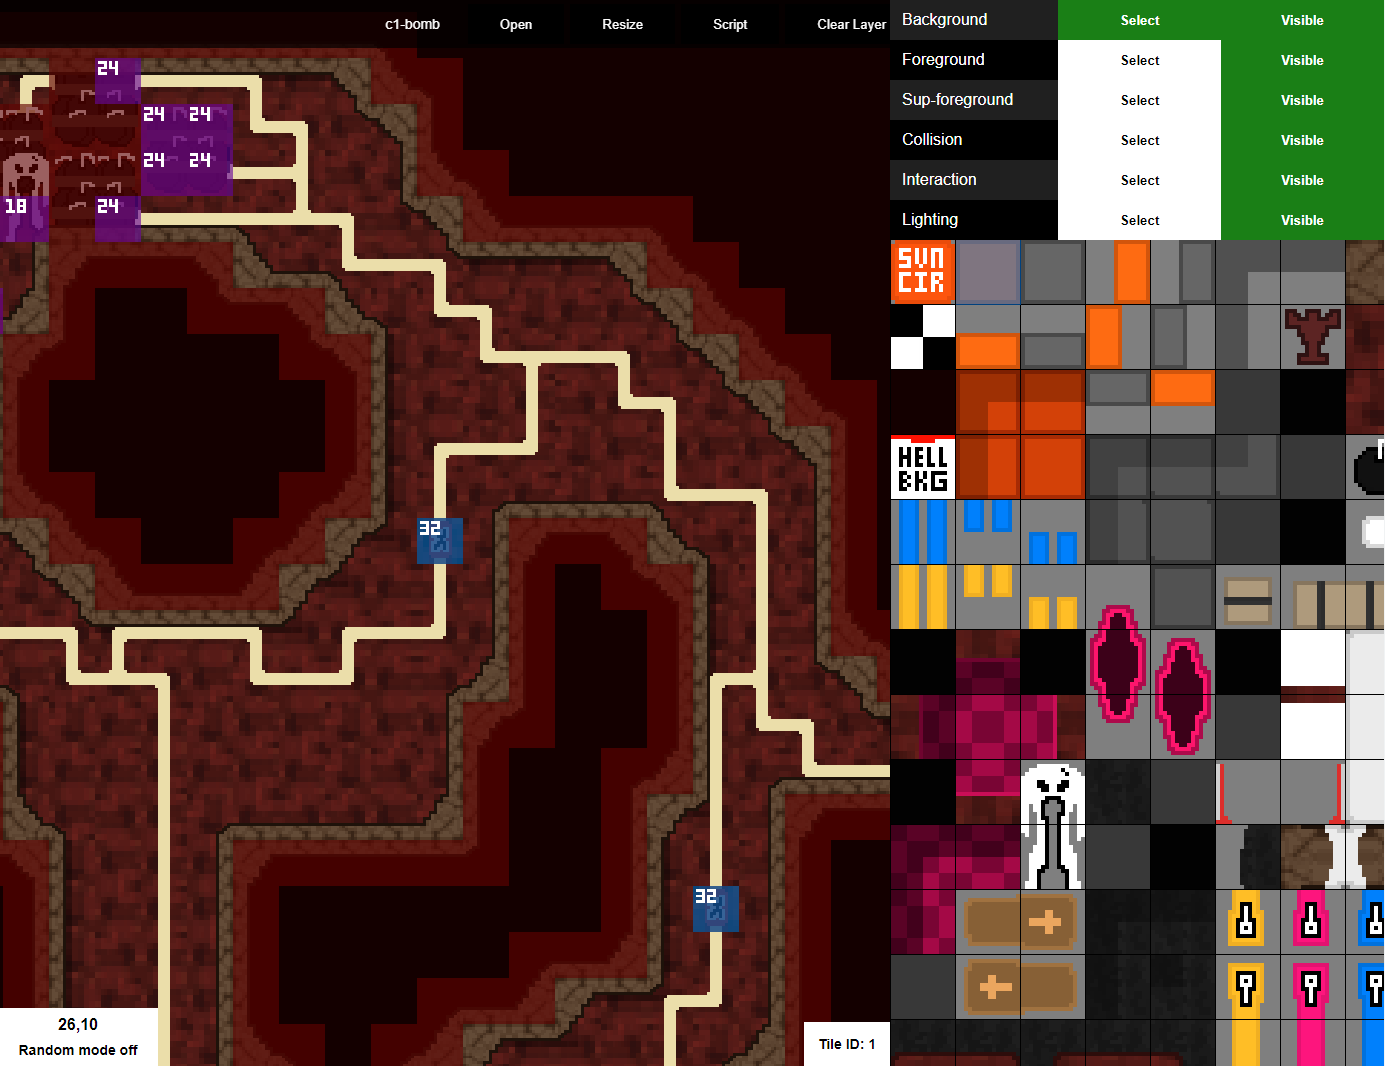 c1-bomb Open Resize Script Clear Layer
Background Select Visible
Foreground Select Visible
Sup-foreground Select Visible
Collision Select Visible
Interaction Select Visible
Lighting Select Visible
24
24 24
24 24
18 24
32
32
SVN
CIR
HELL
BKG
26,10
Random mode off
Tile ID: 1